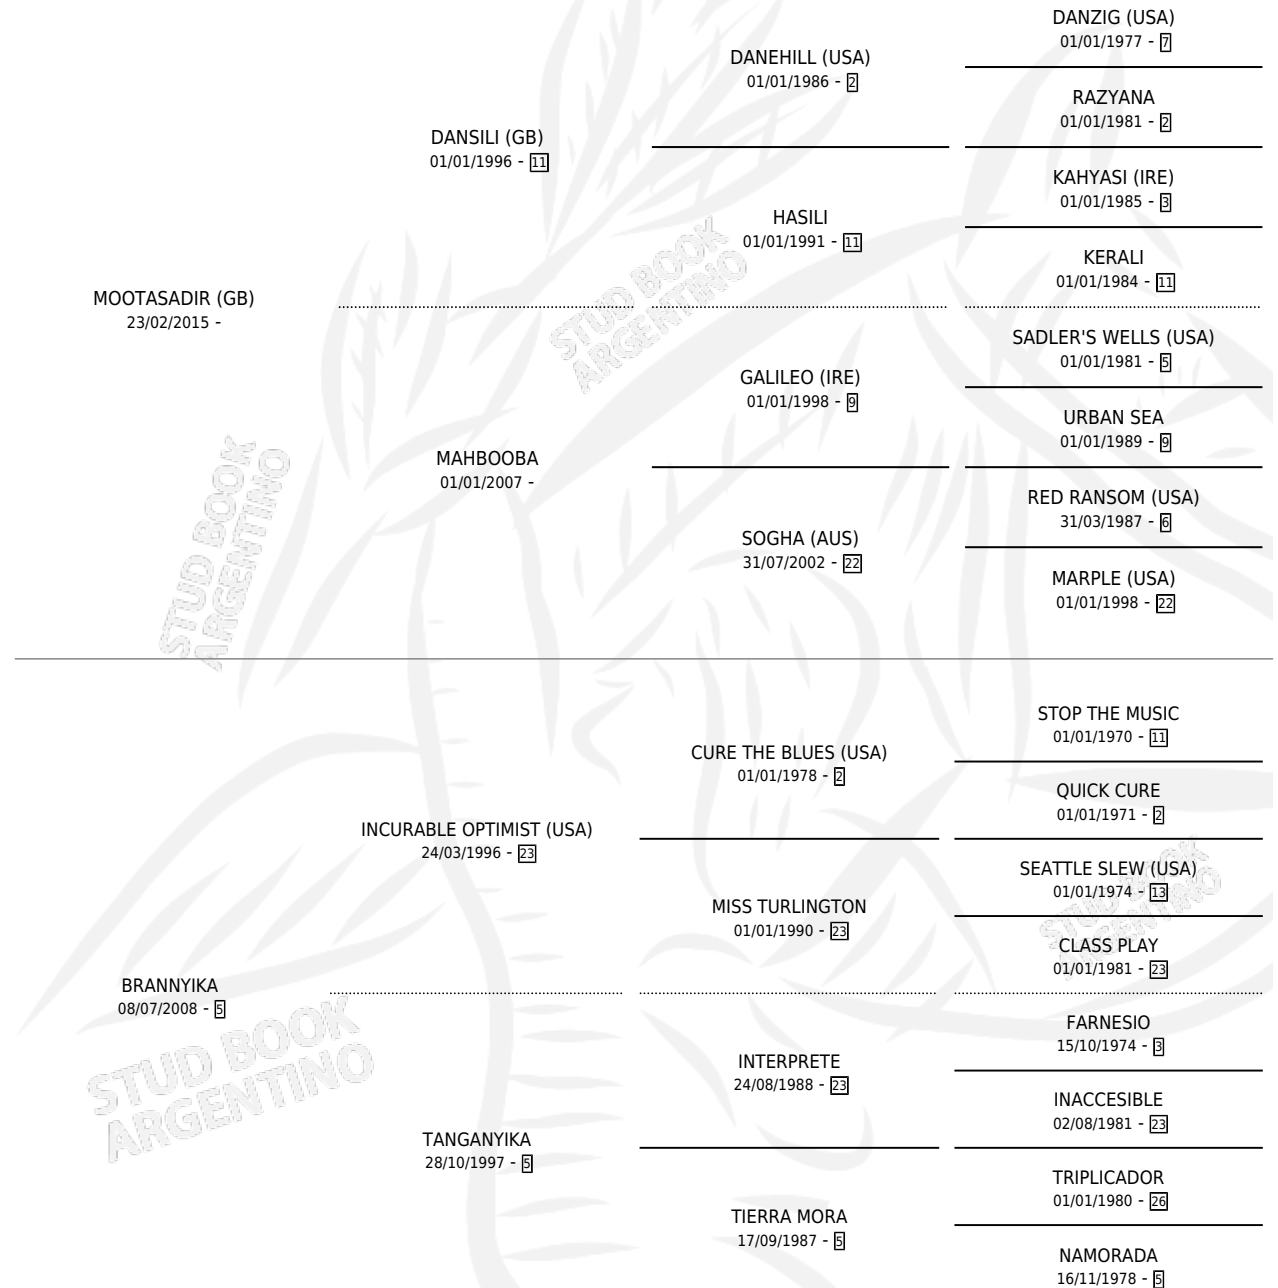 DANZIG (USA)
01/01/1977 - 7
DANEHILL (USA)
01/01/1986 - 2
RAZYANA
01/01/1981 - 2
DANSILI (GB)
01/01/1996 - 11
KAHYASI (IRE)
01/01/1985 - 3
HASILI
01/01/1991 - 11
KERALI
01/01/1984 - 11
MOOTASADIR (GB)
23/02/2015 -
SADLER'S WELLS (USA)
01/01/1981 - 5
GALILEO (IRE)
01/01/1998 - 9
URBAN SEA
01/01/1989 - 9
MAHBOOBA
01/01/2007 -
RED RANSOM (USA)
31/03/1987 - 6
SOGHA (AUS)
31/07/2002 - 22
MARPLE (USA)
01/01/1998 - 22
STUD BOOK
ARGENTINO
STUD BOOK
ARGENTINO
STOP THE MUSIC
01/01/1970 - 11
CURE THE BLUES (USA)
01/01/1978 - 2
QUICK CURE
01/01/1971 - 2
INCURABLE OPTIMIST (USA)
24/03/1996 - 23
SEATTLE SLEW (USA)
01/01/1974 - 13
MISS TURLINGTON
01/01/1990 - 23
CLASS PLAY
01/01/1981 - 23
STUD BOOK
ARGENTINO
BRANNYIKA
08/07/2008 - 5
FARNESIO
15/10/1974 - 3
INTERPRETE
24/08/1988 - 23
INACCESIBLE
02/08/1981 - 23
STUD BOOK
ARGENTINO
TANGANYIKA
28/10/1997 - 5
TRIPLICADOR
01/01/1980 - 26
TIERRA MORA
17/09/1987 - 5
NAMORADA
16/11/1978 - 5